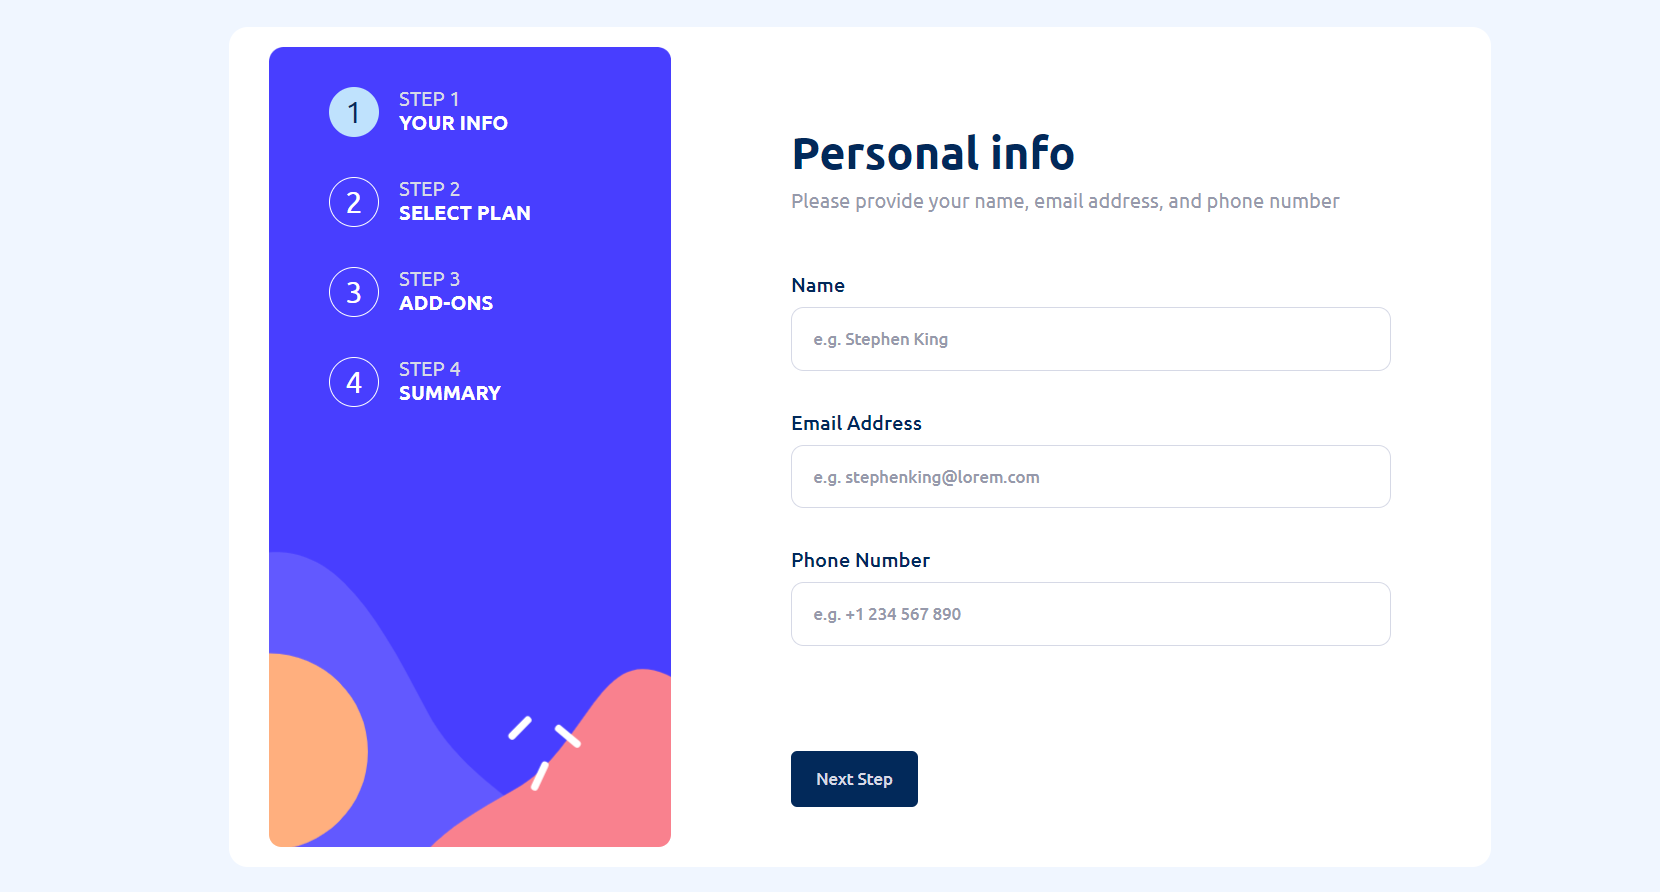 1
STEP 1
YOUR INFO
2
STEP 2
SELECT PLAN
3
STEP 3
ADD-ONS
4
STEP 4
SUMMARY
Personal info
Please provide your name, email address, and phone number
Name
e.g. Stephen King
Email Address
e.g. stephenking@lorem.com
Phone Number
e.g. +1 234 567 890
Next Step